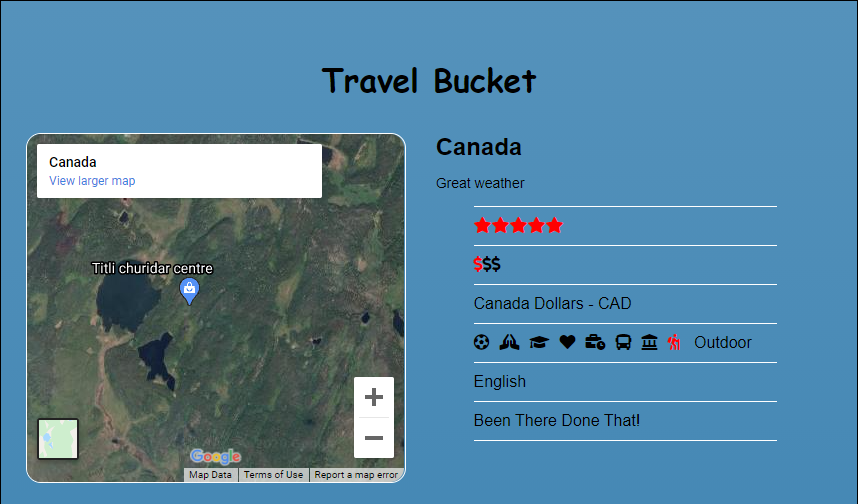 Travel Bucket
Canada
View larger map
Titli churidar centre
Google
Map Data
Terms of Use
Report a map error
Canada
Great weather
$$$
Canada Dollars - CAD
Outdoor
English
Been There Done That!